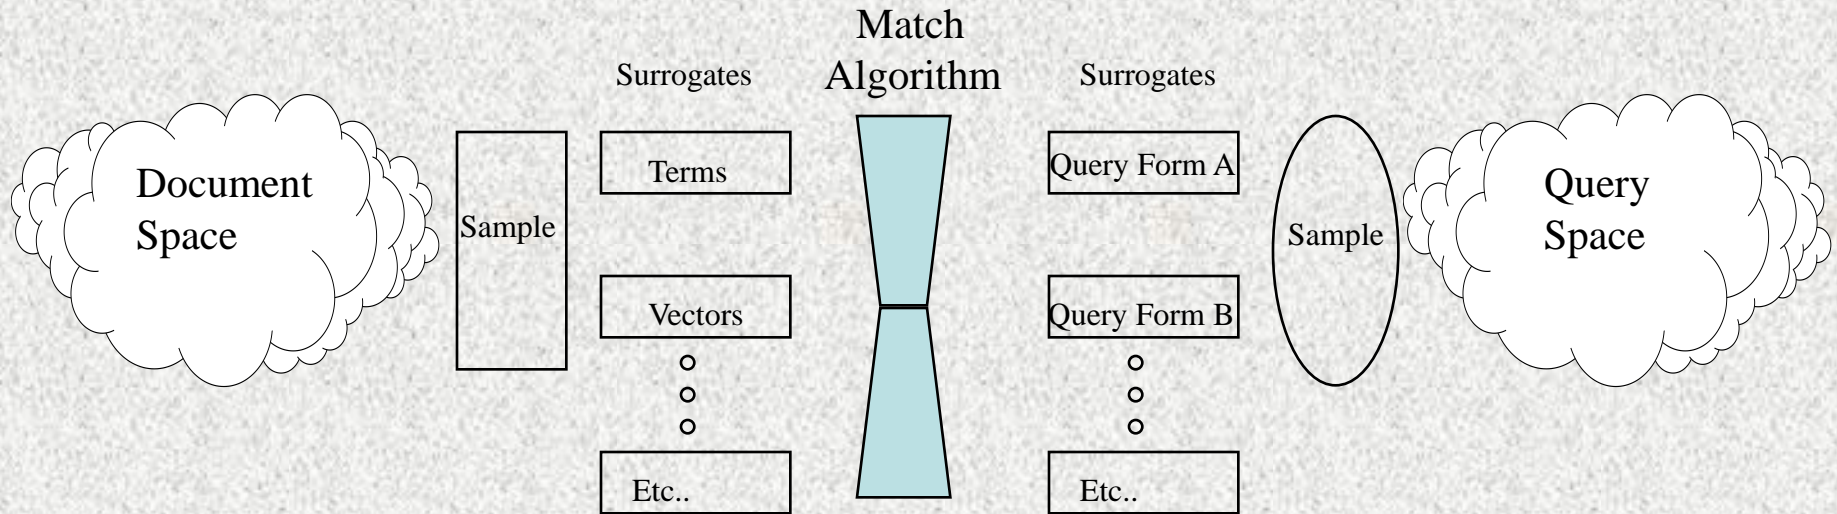 Match
Algorithm
Surrogates
Surrogates
Document
Space
Sample
Terms
Vectors
Etc..
Query Form A
Query Form B
Etc..
Sample
Query
Space